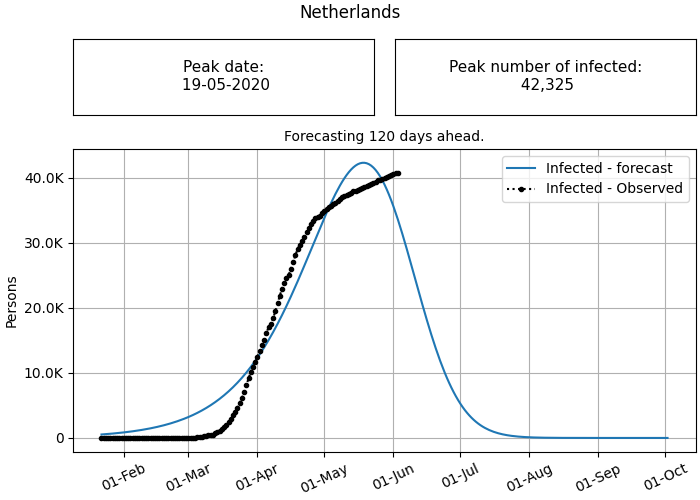 Netherlands
Peak date:
19-05-2020
Peak number of infected:
42,325
Forecasting 120 days ahead.
Infected - forecast
Infected - Observed
40.0K
30.0K
20.0K
10.0K
0
Persons
01-Feb
01-Mar
01-Apr
01-May
01-Jun
01-Jul
01-Aug
01-Sep
01-Oct